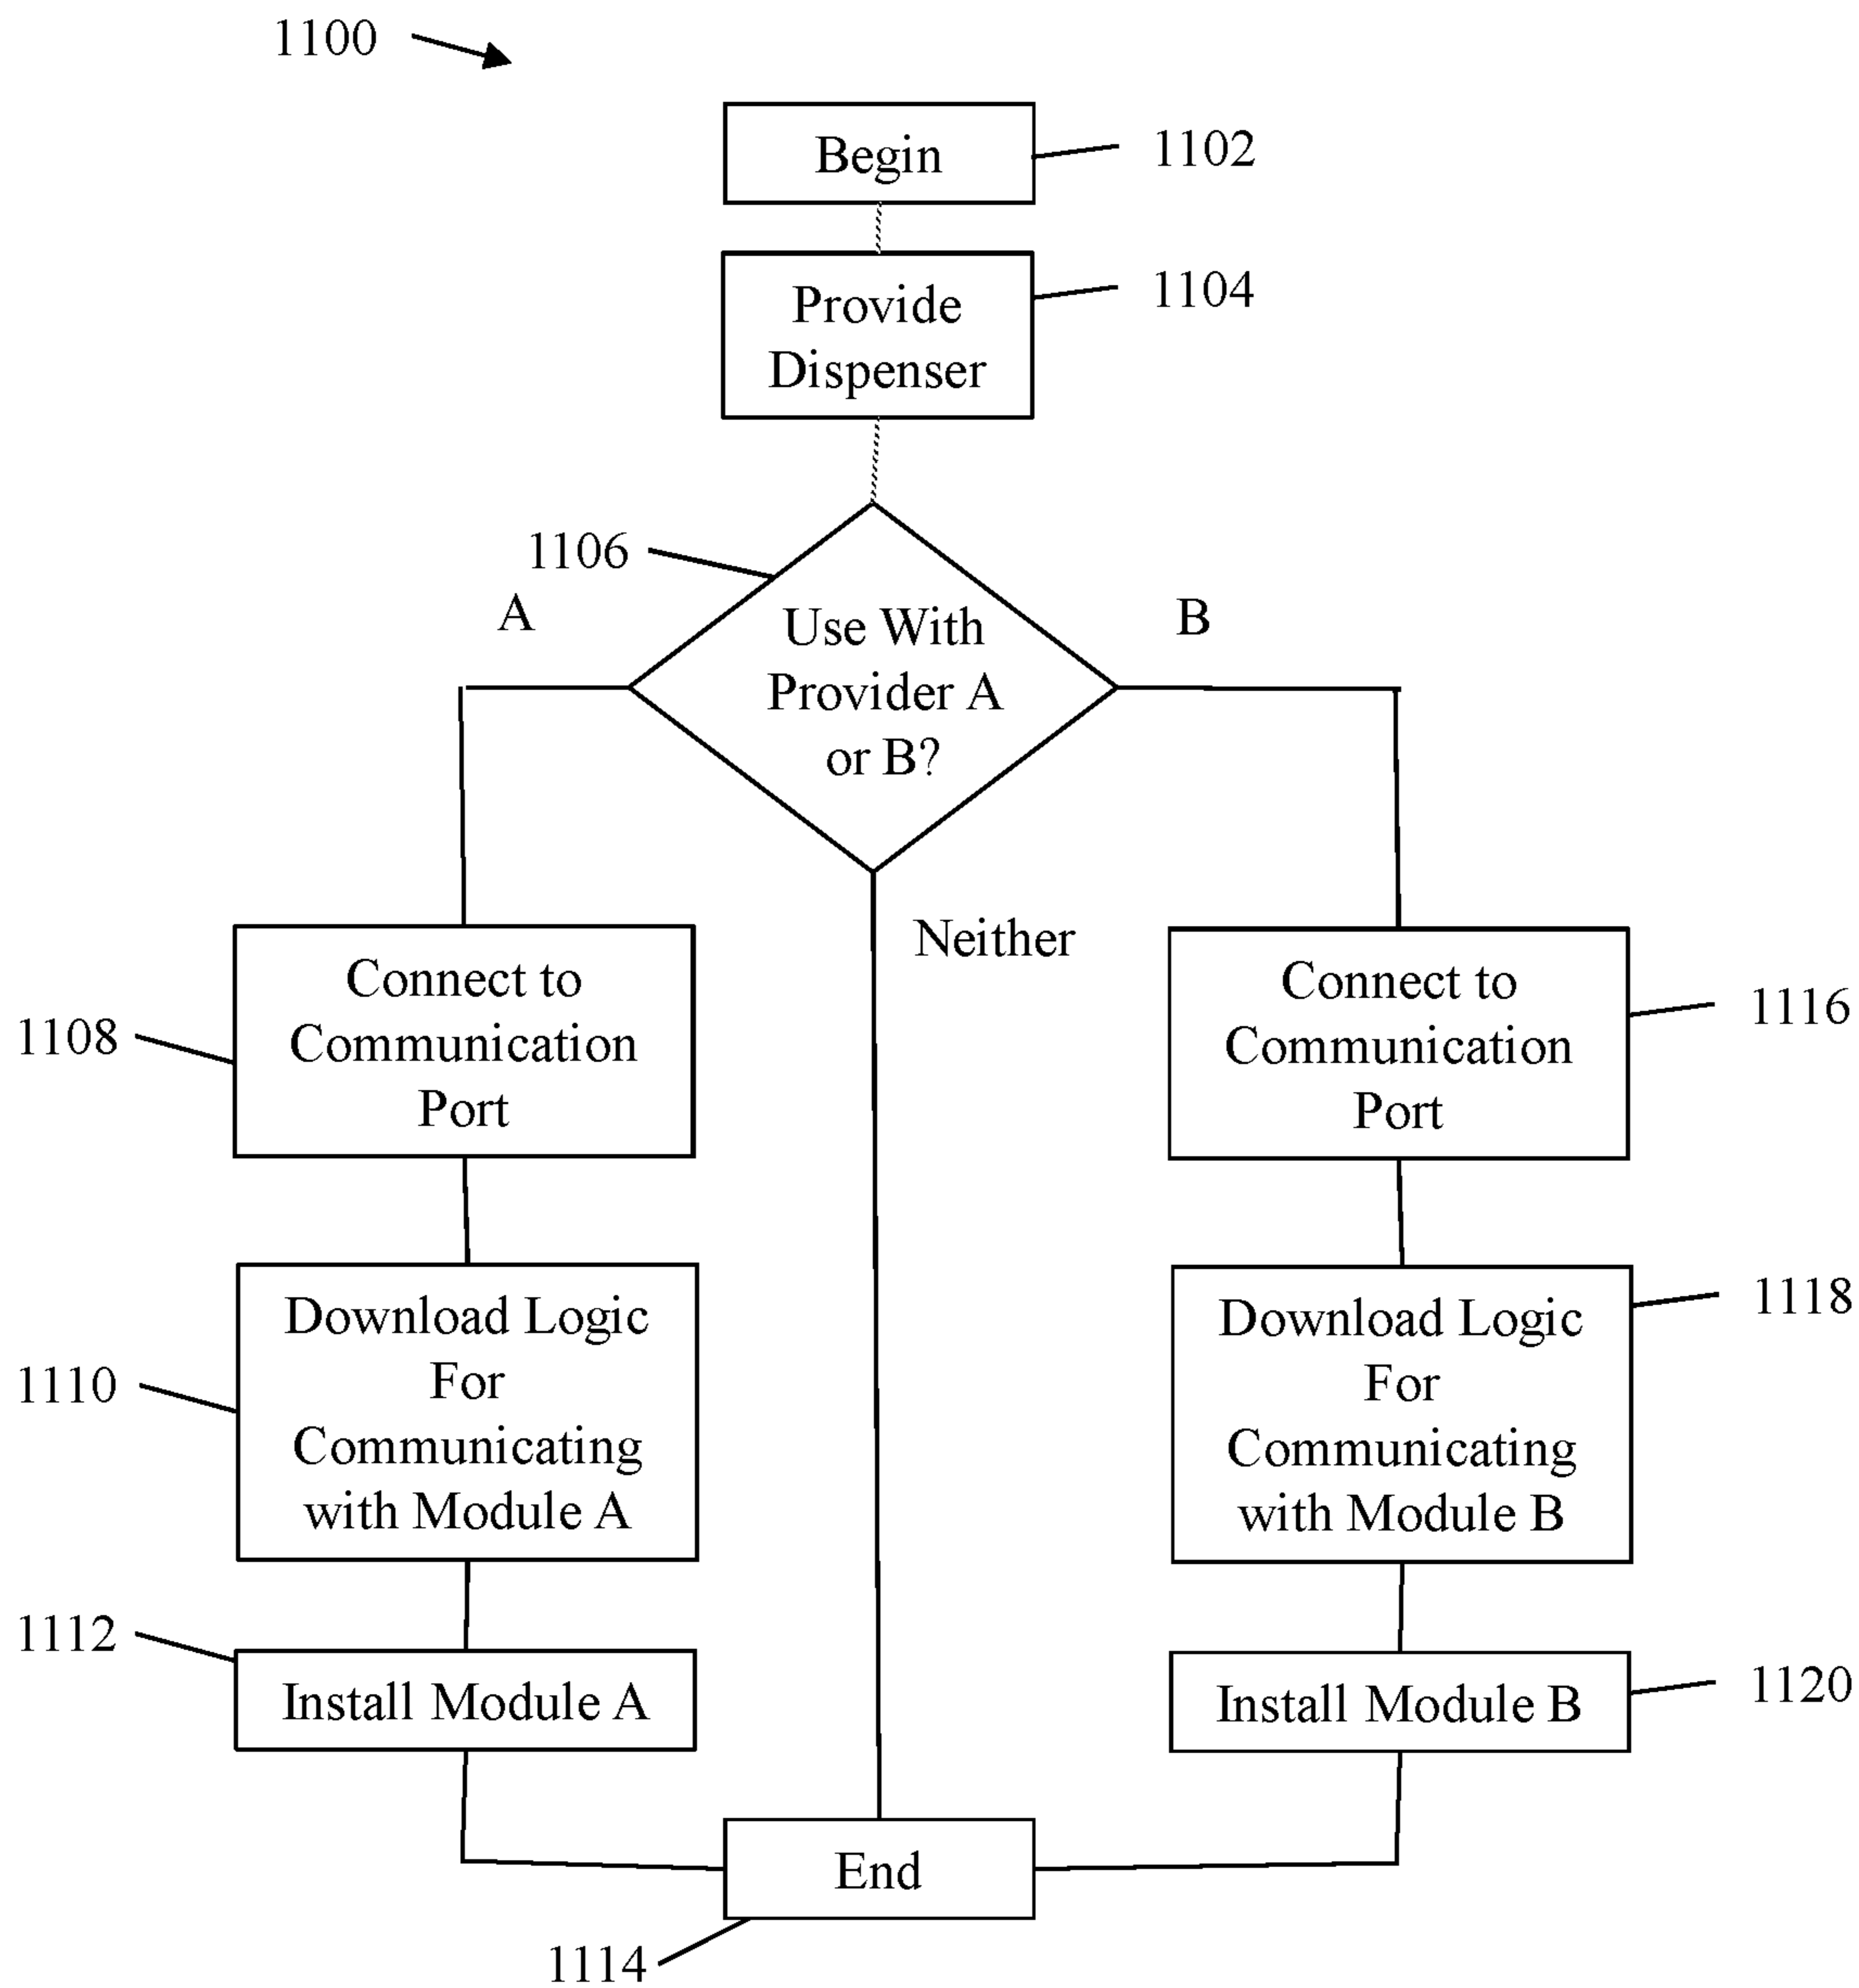 1100
Begin
1102
Provide
Dispenser
1104
1106
A
B
Use With
Provider A
or B?
Neither
Connect to
Communication
Port
1108
Connect to
Communication
Port
1116
Download Logic
For
Communicating
with Module A
1110
Download Logic
For
Communicating
with Module B
1118
1112
Install Module A
Install Module B
1120
End
1114